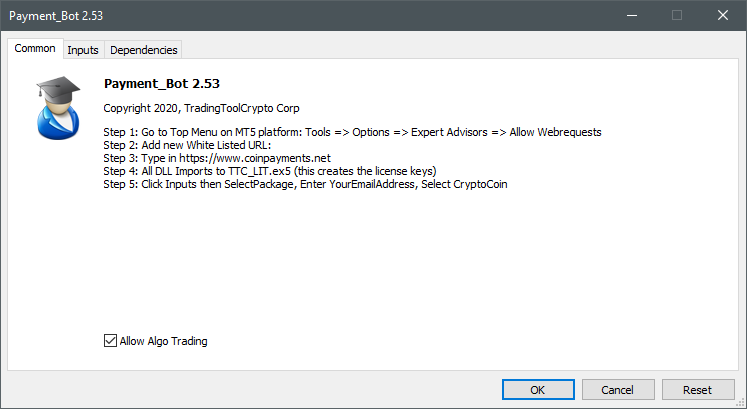 Payment_Bot 2.53
Common Inputs Dependencies
Payment_Bot 2.53
Copyright 2020, TradingToolCrypto Corp
Step 1: Go to Top Menu on MT5 platform: Tools => Options => Expert Advisors => Allow Webrequests
Step 2: Add new White Listed URL:
Step 3: Type in https://www.coinpayments.net
Step 4: All DLL Imports to TTC_LIT.ex5 (this creates the license keys)
Step 5: Click Inputs then SelectPackage, Enter YourEmailAddress, Select CryptoCoin
Allow Algo Trading
OK Cancel Reset